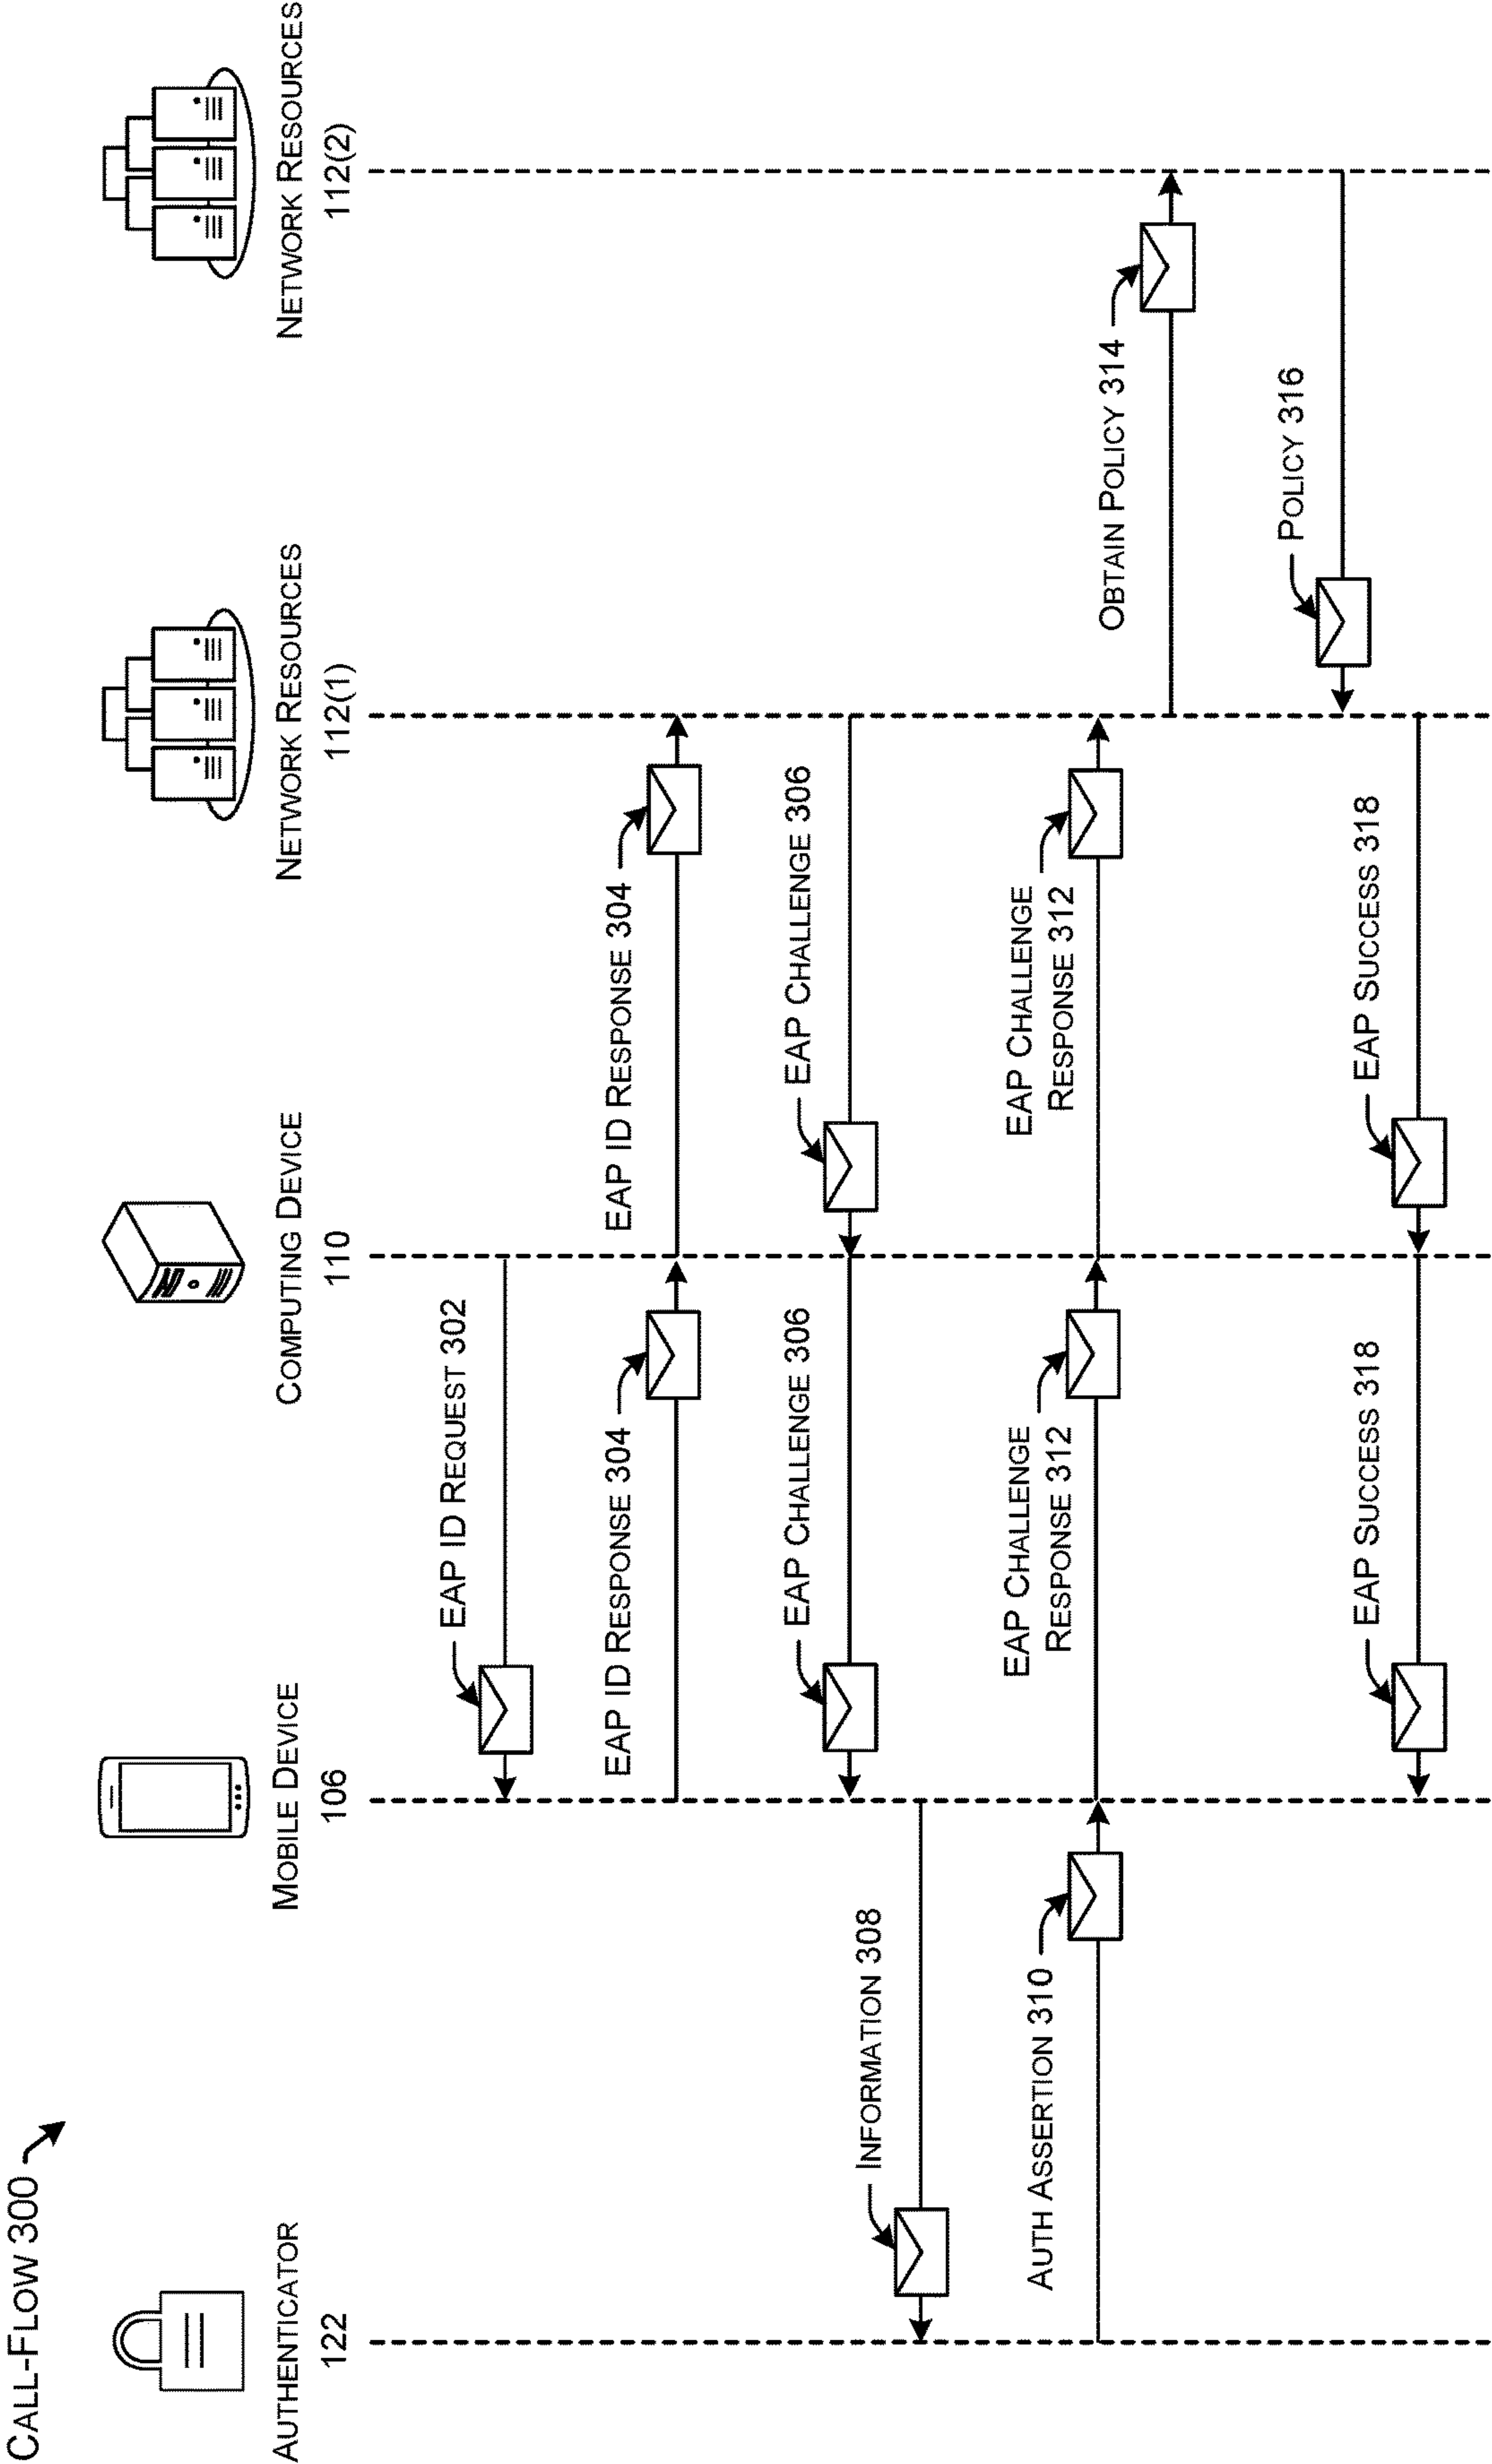 CALL-FLOW 300
AUTHENTICATOR
122
MOBILE DEVICE
106
COMPUTING DEVICE
110
NETWORK RESOURCES
112(1)
NETWORK RESOURCES
112(2)
EAP ID REQUEST 302
EAP ID RESPONSE 304
EAP ID RESPONSE 304
EAP CHALLENGE 306
EAP CHALLENGE 306
INFORMATION 308
AUTH ASSERTION 310
EAP CHALLENGE
RESPONSE 312
EAP CHALLENGE
RESPONSE 312
OBTAIN POLICY 314
POLICY 316
EAP SUCCESS 318
EAP SUCCESS 318